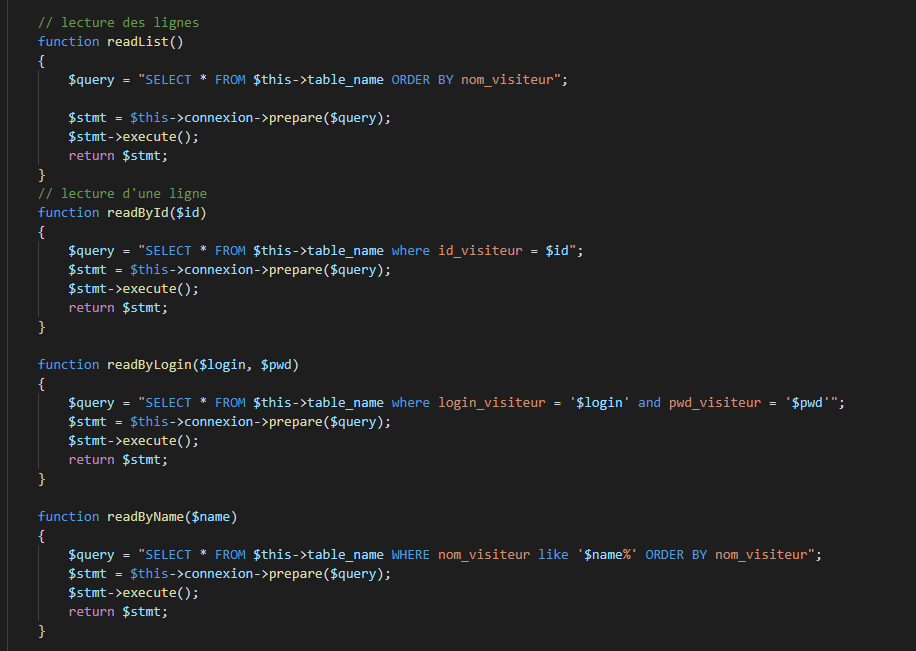 // lecture des lignes
function readList()
{
$query = "SELECT * FROM $this->table_name ORDER BY nom_visiteur";
$stmt = $this->connexion->prepare($query);
$stmt->execute();
return $stmt;
}
// lecture d'une ligne
function readById($id)
{
$query = "SELECT * FROM $this->table_name where id_visiteur = $id";
$stmt = $this->connexion->prepare($query);
$stmt->execute();
return $stmt;
}
function readByLogin($login, $pwd)
{
$query = "SELECT * FROM $this->table_name where login_visiteur = '$login' and pwd_visiteur = '$pwd'";
$stmt = $this->connexion->prepare($query);
$stmt->execute();
return $stmt;
}
function readByName($name)
{
$query = "SELECT * FROM $this->table_name WHERE nom_visiteur like '$name%' ORDER BY nom_visiteur";
$stmt = $this->connexion->prepare($query);
$stmt->execute();
return $stmt;
}